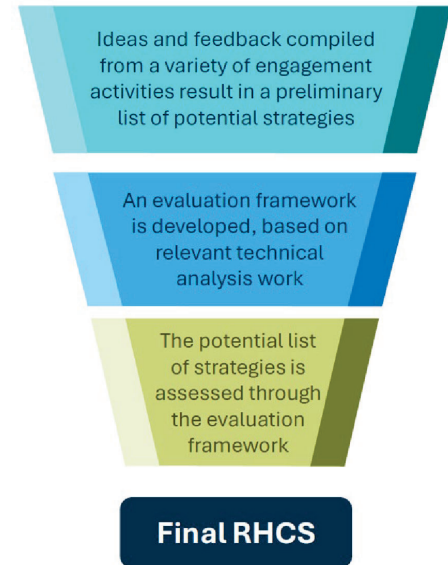 Ideas and feedback compiled
from a variety of engagement
activities result in a preliminary
list of potential strategies
An evaluation framework
is developed, based on
relevant technical
analysis work
The potential list
of strategies is
assessed through
the evaluation
framework
Final RHCS